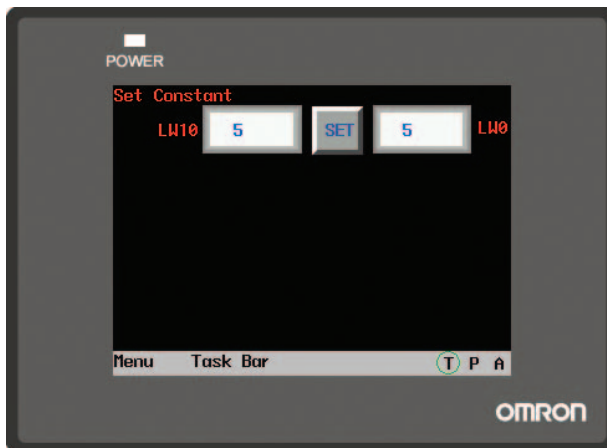 POWER
Set Constant
LW10 5 SET 5 LW0
Menu Task Bar T P A
OMRON